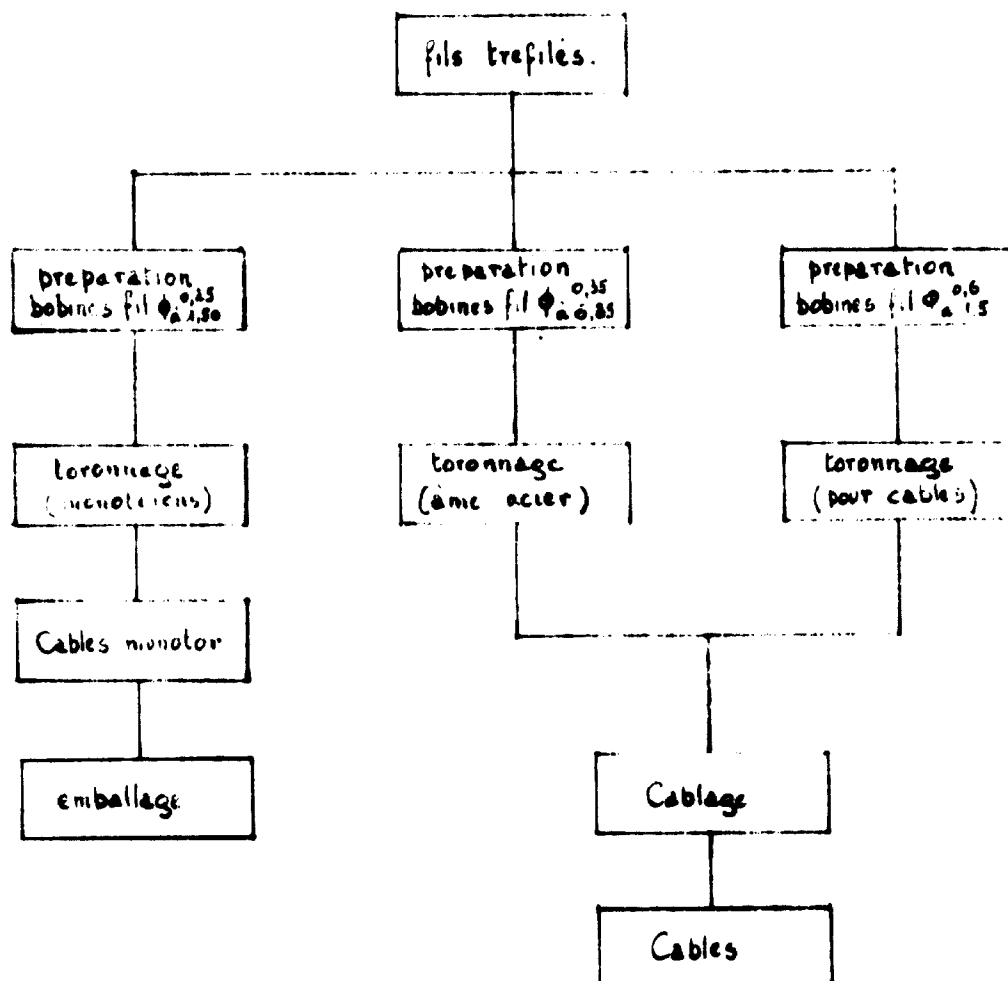 fils trefilés.
preparation
bobines fil ϕ 0,25
à 1,50
preparation
bobines fil ϕ 0,35
à 0,85
preparation
bobines fil ϕ 0,6
a 1.5
toronnage
toronnage
(âme acier)
toronnage
(pour cables)
Cables monotor
emballage
Cablage
Cables